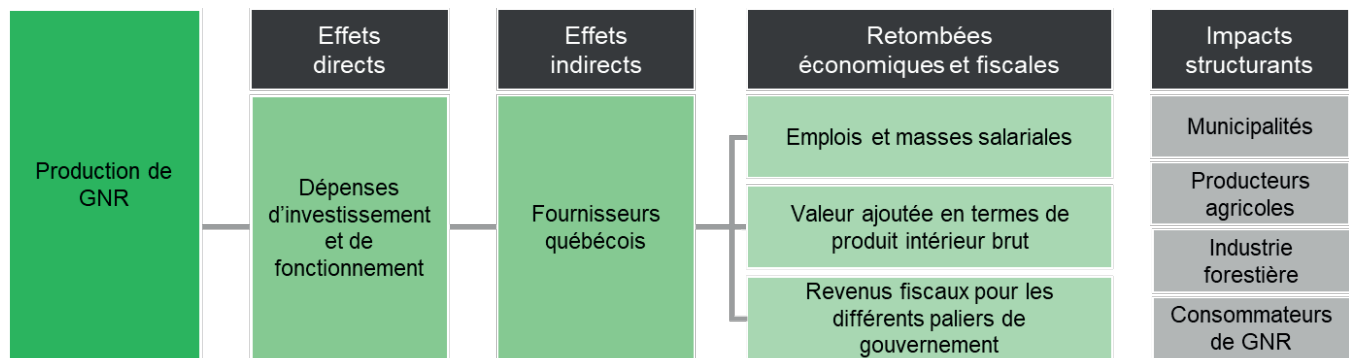 Production de
GNR
Effets
directs
Dépenses
d'investissement
et de
fonctionnement
Effets
indirects
Fournisseurs
québécois
Retombées
économiques et fiscales
Emplois et masses salariales
Valeur ajoutée en termes de
produit intérieur brut
Revenus fiscaux pour les
différents paliers de
gouvernement
Impacts
structurants
Municipalités
Producteurs
agricoles
Industrie
forestière
Consommateurs
de GNR